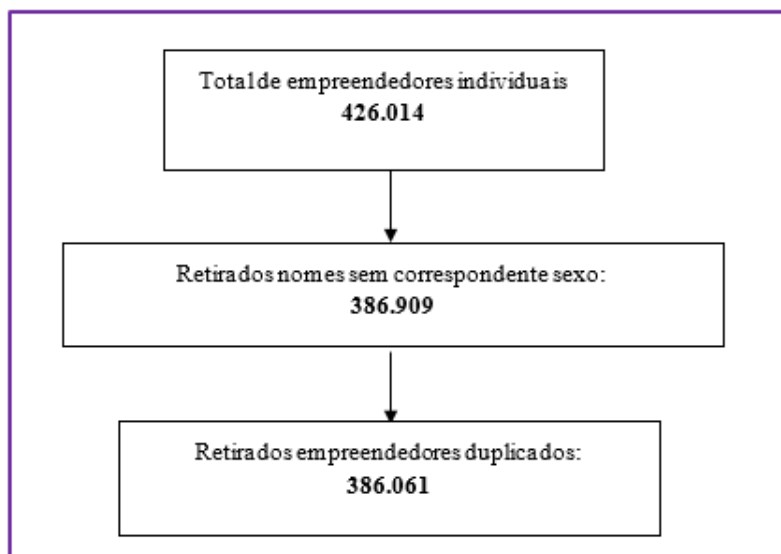 Total de empreendedores individuais
426.014
Retirados nomes sem correspondente sexo:
386.909
Retirados empreendedores duplicados:
386.061